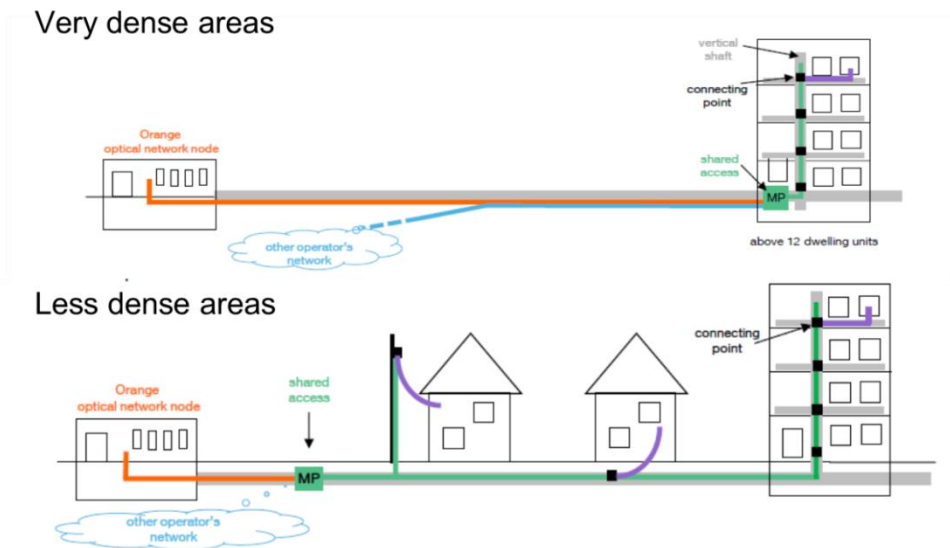 Very dense areas
vertical
shaft
connecting
point
Orange
optical network node
shared
access
MP
other operator's
network
above 12 dwelling units
Less dense areas
connecting
point
Orange
optical network node
shared
access
MP
other operator's
network